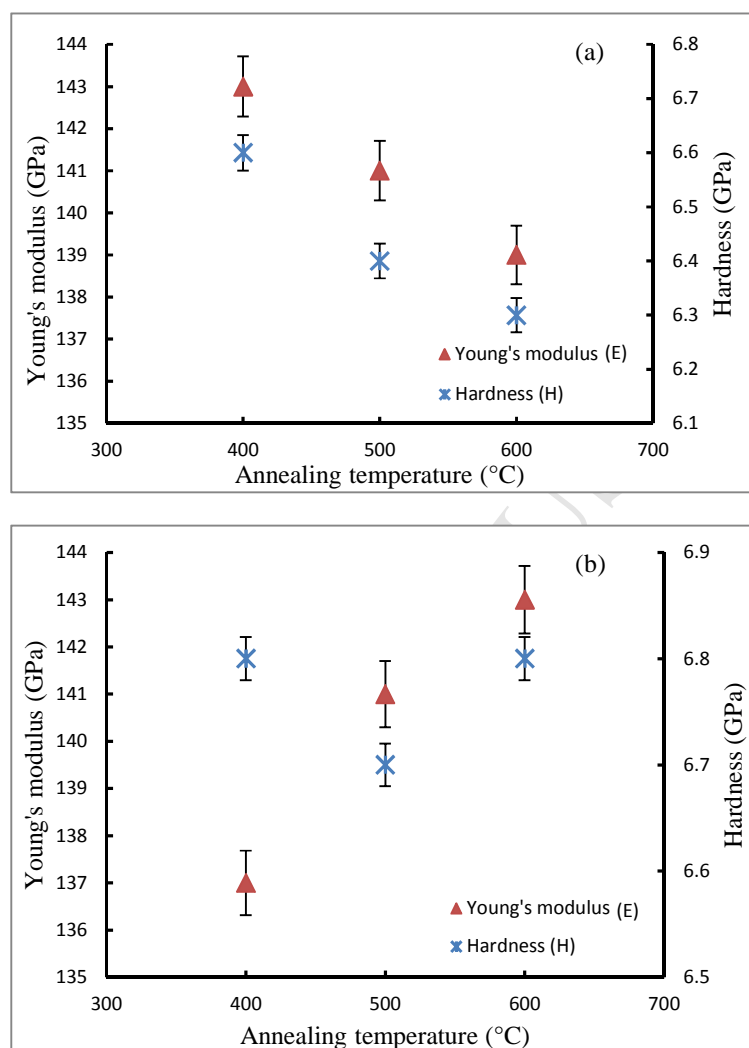 (a)
Young's modulus (GPa)
144
143
142
141
140
139
138
137
136
135
6.8
6.7
6.6
6.5
6.4
6.3
6.2
6.1
Hardness (GPa)
Young's modulus (E)
Hardness (H)
300 400 500 600 700
Annealing temperature (°C)
(b)
Young's modulus (GPa)
144
143
142
141
140
139
138
137
136
135
6.9
6.8
6.7
6.6
6.5
Hardness (GPa)
Young's modulus (E)
Hardness (H)
300 400 500 600 700
Annealing temperature (°C)